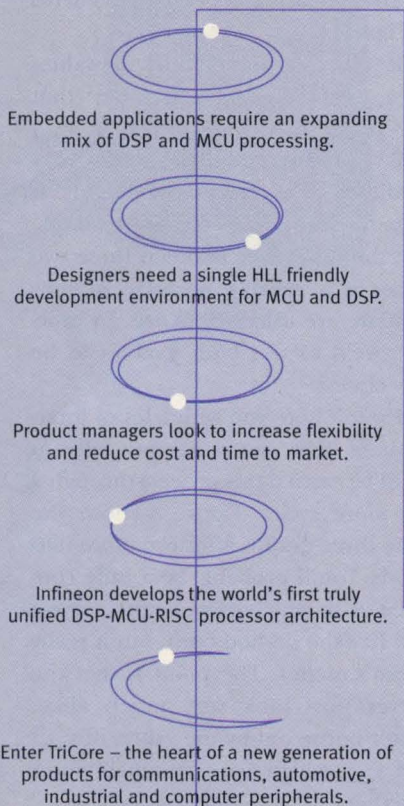 Embedded applications require an expanding
mix of DSP and MCU processing.
Designers need a single HLL friendly
development environment for MCU and DSP.
Product managers look to increase flexibility
and reduce cost and time to market.
Infineon develops the world's first truly
unified DSP-MCU-RISC processor architecture.
Enter TriCore – the heart of a new generation of
products for communications, automotive,
industrial and computer peripherals.